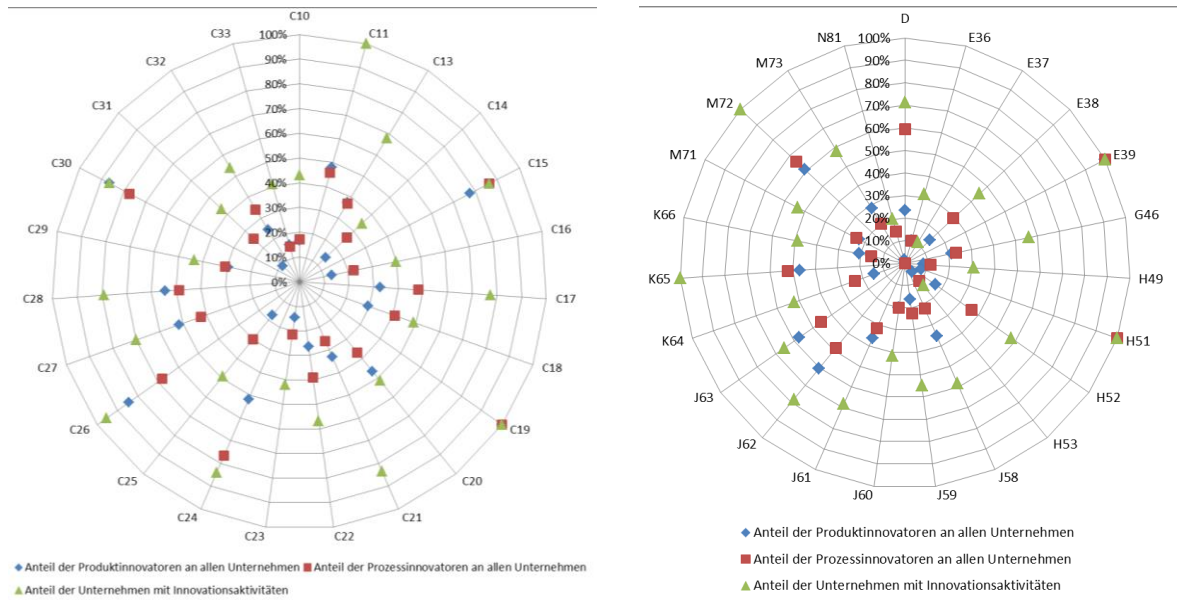 C10
C11
C13
C14
C15
C16
C17
C18
C19
C20
C21
C22
C23
C24
C25
C26
C27
C28
C29
C30
C31
C32
C33
100%
90%
80%
70%
60%
50%
40%
30%
20%
10%
0%
Anteil der Produktinnovatoren an allen Unternehmen Anteil der Prozessinnovatoren an allen Unternehmen
Anteil der Unternehmen mit Innovationsaktivitäten
D
E36
E37
E38
E39
G46
H49
H51
H52
H53
J58
J59
J60
J61
J62
J63
K64
K65
K66
M71
M72
M73
N81
100%
90%
80%
70%
60%
50%
40%
30%
20%
10%
0%
Anteil der Produktinnovatoren an allen Unternehmen
Anteil der Prozessinnovatoren an allen Unternehmen
Anteil der Unternehmen mit Innovationsaktivitäten